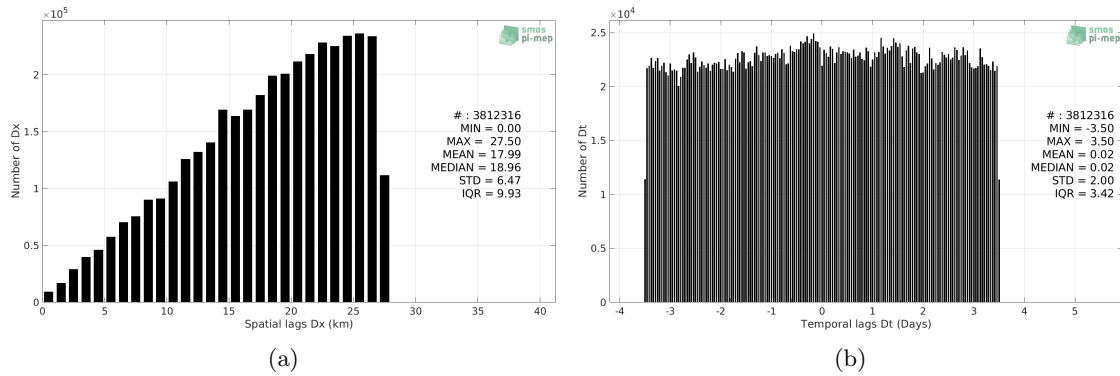 ×10^5
2
1.5
1
0.5
0
0 5 10 15 20 25 30 35 40
Number of Dx
Spatial lags Dx (km)
smos
pi-mep
# : 3812316
MIN = 0.00
MAX = 27.50
MEAN = 17.99
MEDIAN = 18.96
STD = 6.47
IQR = 9.93
(a)
×10^4
2.5
2
1.5
1
0.5
0
-4 -3 -2 -1 0 1 2 3 4 5
Number of Dt
Temporal lags Dt (Days)
smos
pi-mep
# : 3812316
MIN = -3.50
MAX = 3.50
MEAN = 0.02
MEDIAN = 0.02
STD = 2.00
IQR = 3.42
(b)